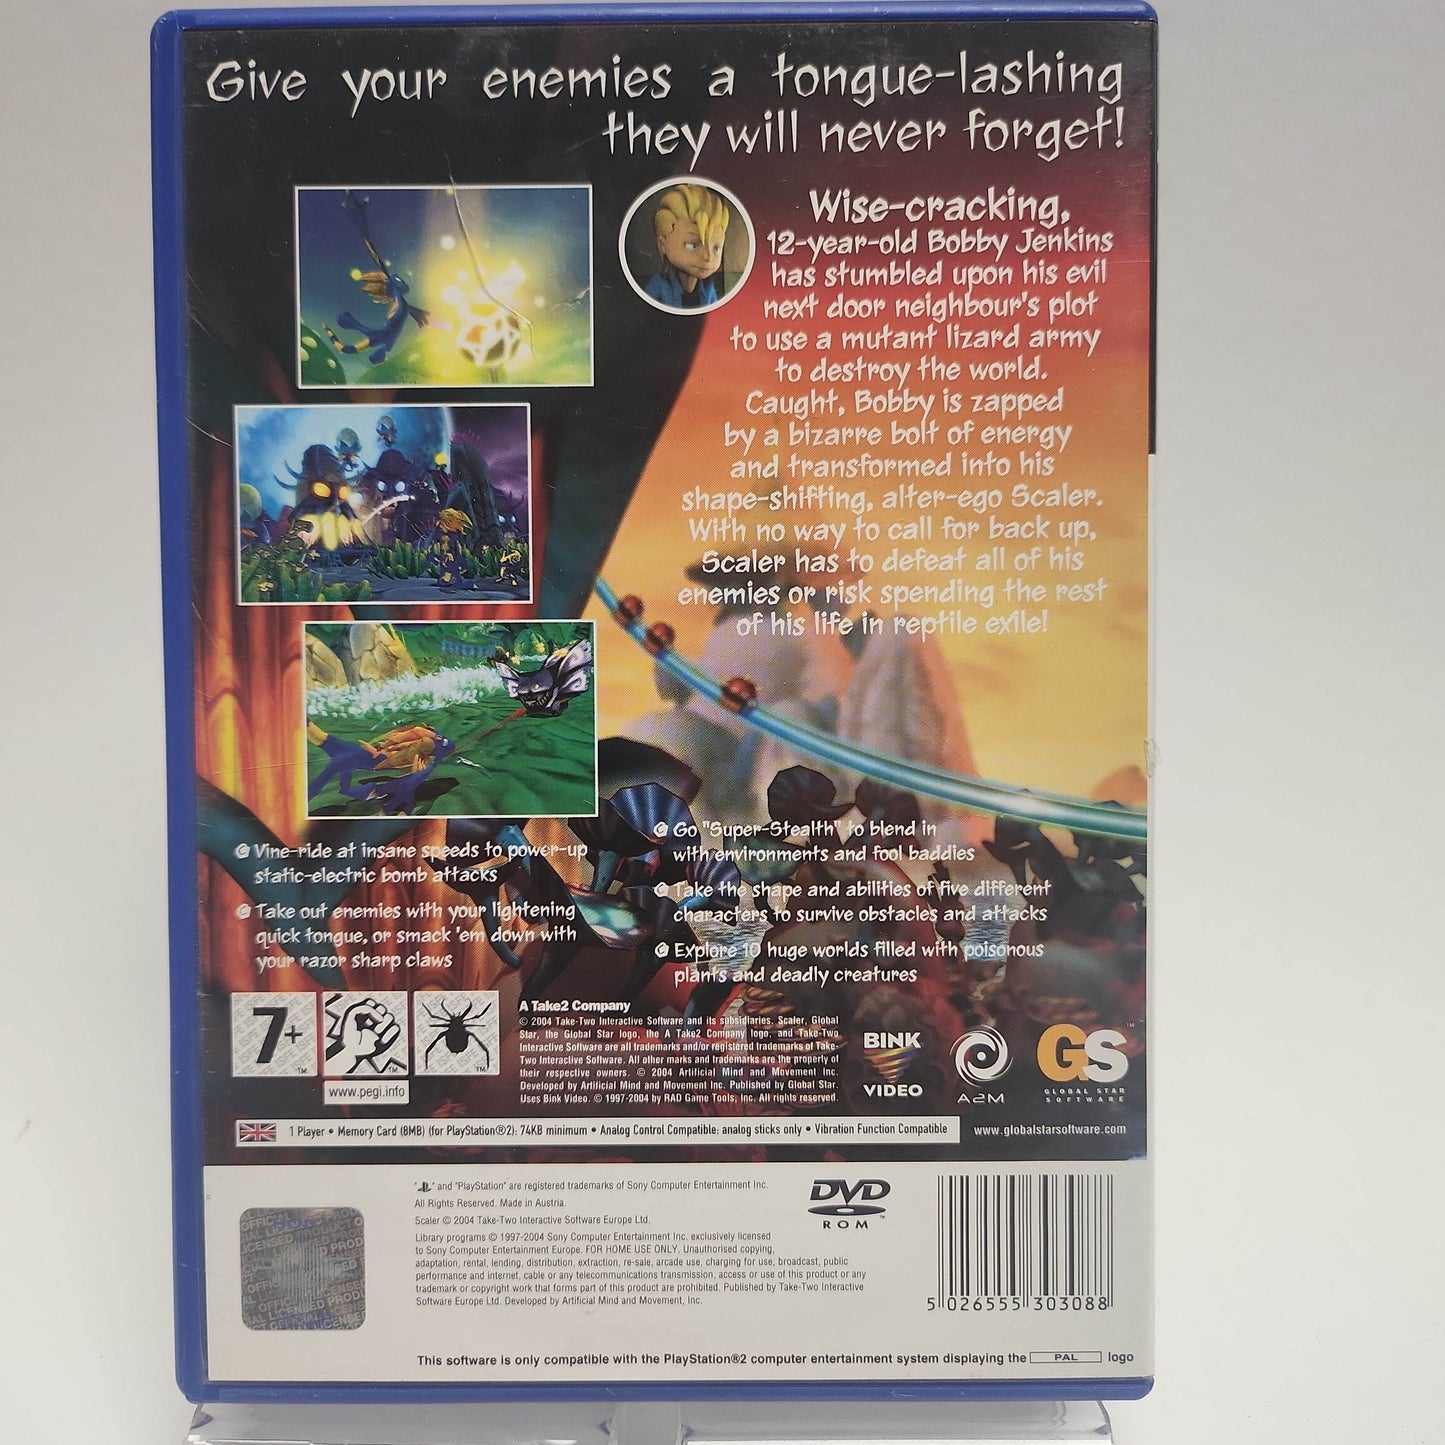 Give your enemies a tongue-lashing
they will never forget!
Wise-cracking,
12-year-old Bobby Jenkins
has stumbled upon his evil
next door neighbour's plot
to use a mutant lizard army
to destroy the world.
Caught, Bobby is zapped
by a bizarre bolt of energy
and transformed into his
shape-shifting, alter-ego Scaler.
With no way to call for back up,
Scaler has to defeat all of his
enemies or risk spending the rest
of his life in reptile exile!
Vine-ride at insane speeds to power-up
static-electric bomb attacks
Take out enemies with your lightening
quick tongue, or smack 'em down with
your razor sharp claws
Go "Super-Stealth" to blend in
with environments and fool baddies
Take the shape and abilities of five different
characters to survive obstacles and attacks
Explore 10 huge worlds filled with poisonous
plants and deadly creatures
7+
TM
TM
TM
www.pegi.info
A Take2 Company
© 2004 Take-Two Interactive Software and its subsidiaries. Scaler, Global
Star, the Global Star logo, the A Take2 Company logo, and Take-Two
Interactive Software are all trademarks and/or registered trademarks of Take-
Two Interactive Software. All other marks and trademarks are the property of
their respective owners. © 2004 Artificial Mind and Movement Inc.
Developed by Artificial Mind and Movement Inc. Published by Global Star.
Uses Bink Video. © 1997-2004 by RAD Game Tools, Inc. All rights reserved.
BINK
VIDEO
A2M
GS™
GLOBAL STAR
SOFTWARE
1 Player • Memory Card (8MB) (for PlayStation®2): 74KB minimum • Analog Control Compatible: analog sticks only • Vibration Function Compatible
www.globalstarsoftware.com
" " and "PlayStation" are registered trademarks of Sony Computer Entertainment Inc.
All Rights Reserved. Made in Austria.
Scaler © 2004 Take-Two Interactive Software Europe Ltd.
Library programs © 1997-2004 Sony Computer Entertainment Inc. exclusively licensed
to Sony Computer Entertainment Europe. FOR HOME USE ONLY. Unauthorised copying,
adaptation, rental, lending, distribution, extraction, re-sale, arcade use, charging for use, broadcast, public
performance and internet, cable or any telecommunications transmission, access or use of this product or any
trademark or copyright work that forms part of this product are prohibited. Published by Take-Two Interactive
Software Europe Ltd. Developed by Artificial Mind and Movement, Inc.
DVD
ROM
5 026555 303088
This software is only compatible with the PlayStation®2 computer entertainment system displaying the PAL logo